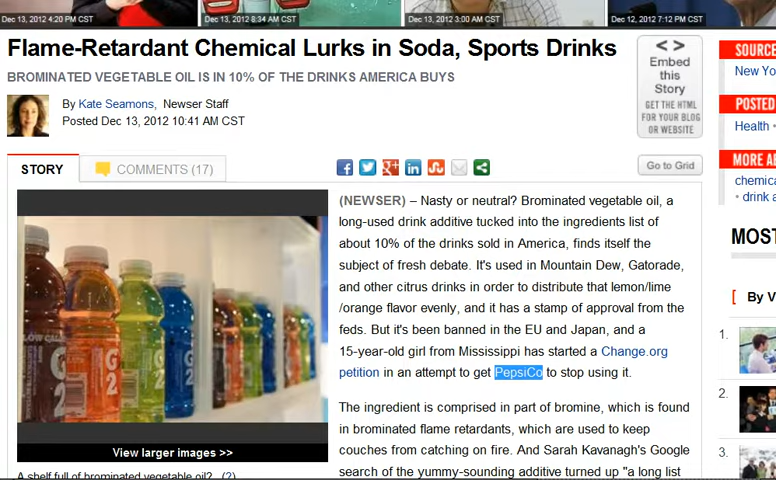 Dec 13, 2012 4:20 PM CST
Dec 13, 2012 8:34 AM CST
Dec 13, 2012 3:00 AM CST
Dec 12, 2012 7:12 PM CST
Flame-Retardant Chemical Lurks in Soda, Sports Drinks
BROMINATED VEGETABLE OIL IS IN 10% OF THE DRINKS AMERICA BUYS
By Kate Seamons, Newser Staff
Posted Dec 13, 2012 10:41 AM CST
< >
Embed
this
Story
GET THE HTML
FOR YOUR BLOG
OR WEBSITE
STORY
COMMENTS (17)
Go to Grid
(NEWSER) – Nasty or neutral? Brominated vegetable oil, a
long-used drink additive tucked into the ingredients list of
about 10% of the drinks sold in America, finds itself the
subject of fresh debate. It's used in Mountain Dew, Gatorade,
and other citrus drinks in order to distribute that lemon/lime
/orange flavor evenly, and it has a stamp of approval from the
feds. But it's been banned in the EU and Japan, and a
15-year-old girl from Mississippi has started a Change.org
petition in an attempt to get PepsiCo to stop using it.
The ingredient is comprised in part of bromine, which is found
in brominated flame retardants, which are used to keep
couches from catching on fire. And Sarah Kavanagh's Google
search of the yummy-sounding additive turned up "a long list
LOW CAL
G2
G2
G2
View larger images >>
A shelf full of brominated vegetable oil? (?)
SOURCE
New Yo
POSTED
Health
MORE A
chemica
drink a
MOST
[ By V
1.
2.
3.